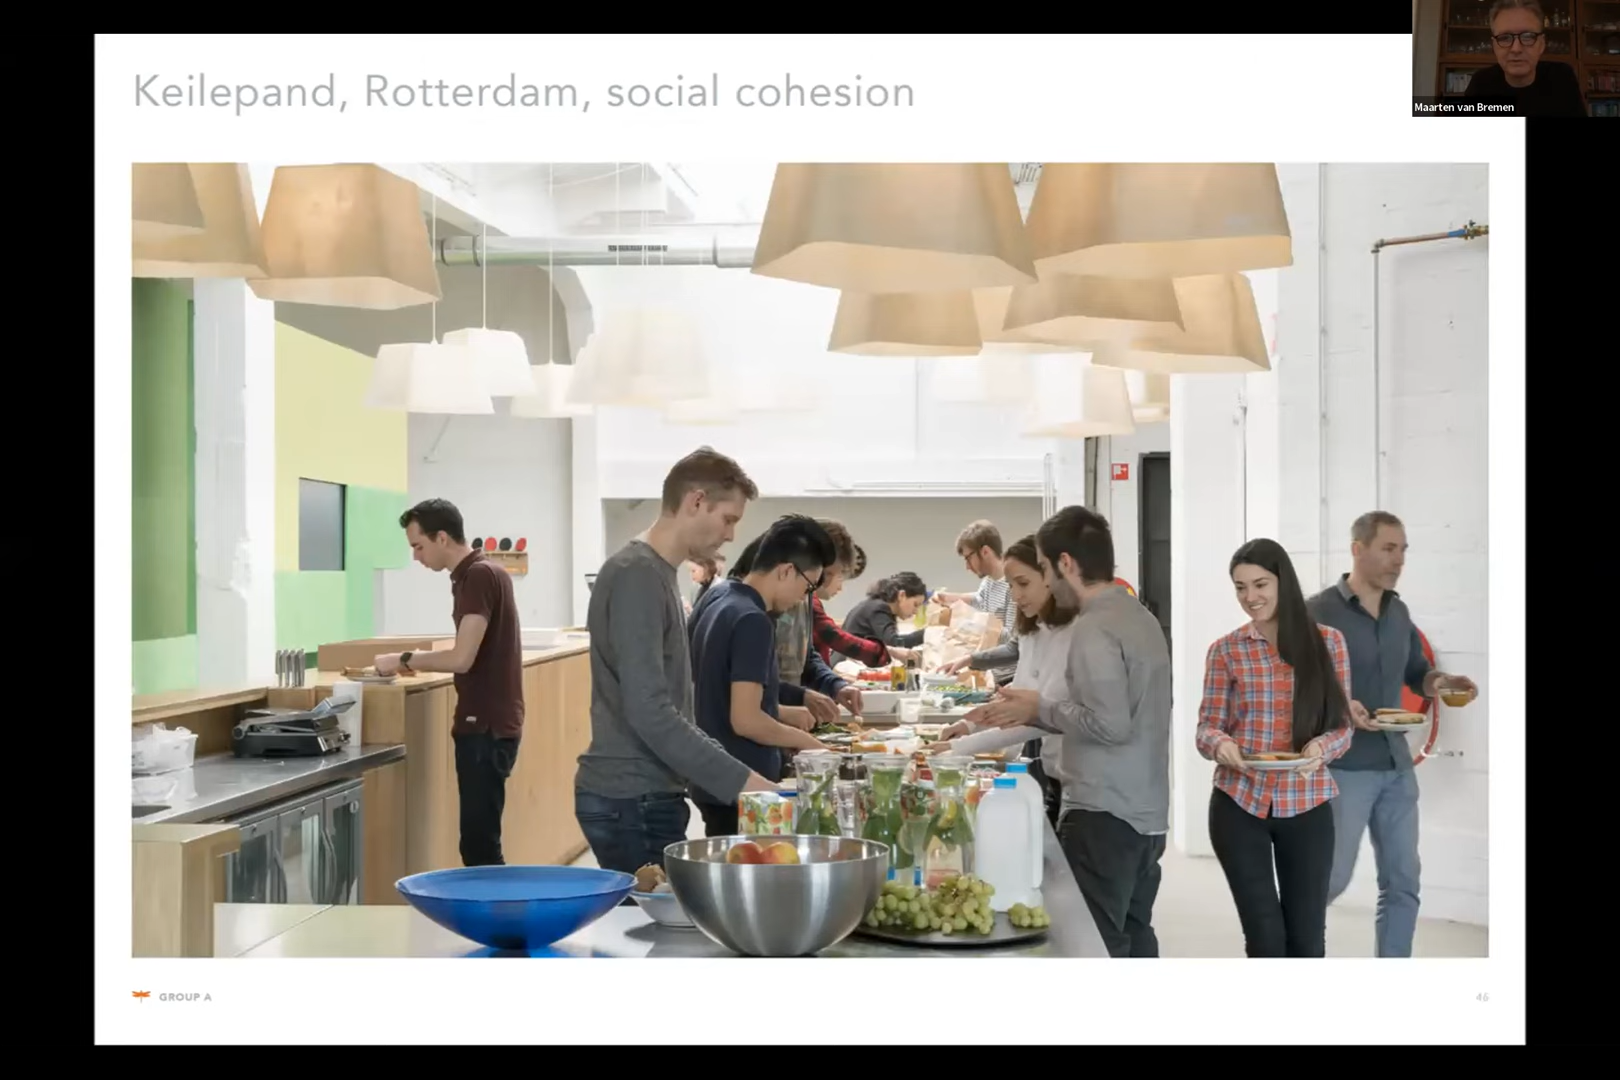 Keilepand, Rotterdam, social cohesion
Maarten van Bremen
GROUP A
46